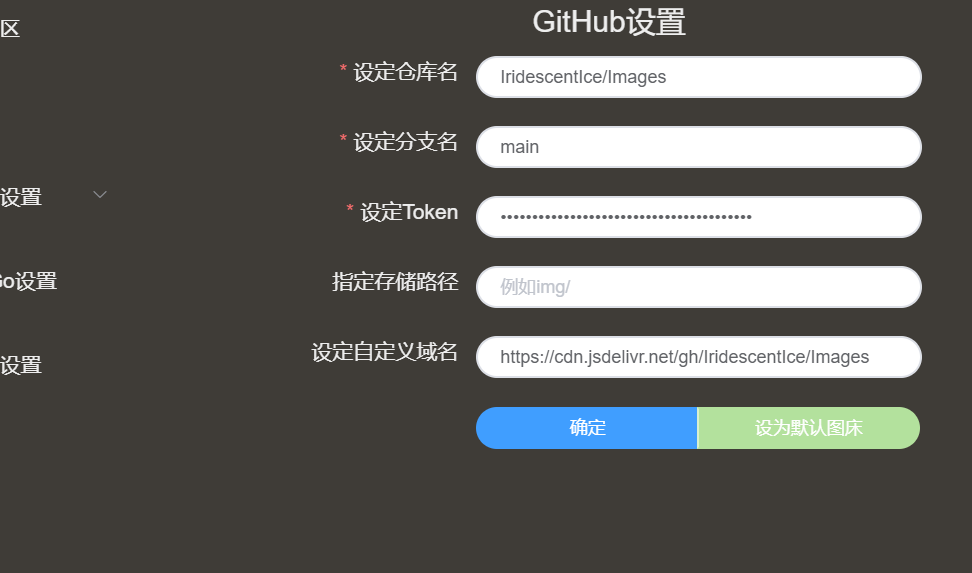 区
设置
Go设置
设置
GitHub设置
* 设定仓库名
IridescentIce/Images
* 设定分支名
main
* 设定Token
••••••••••••••••••••••••••••••••••••••••
指定存储路径
例如img/
设定自定义域名
https://cdn.jsdelivr.net/gh/IridescentIce/Images
确定
设为默认图床